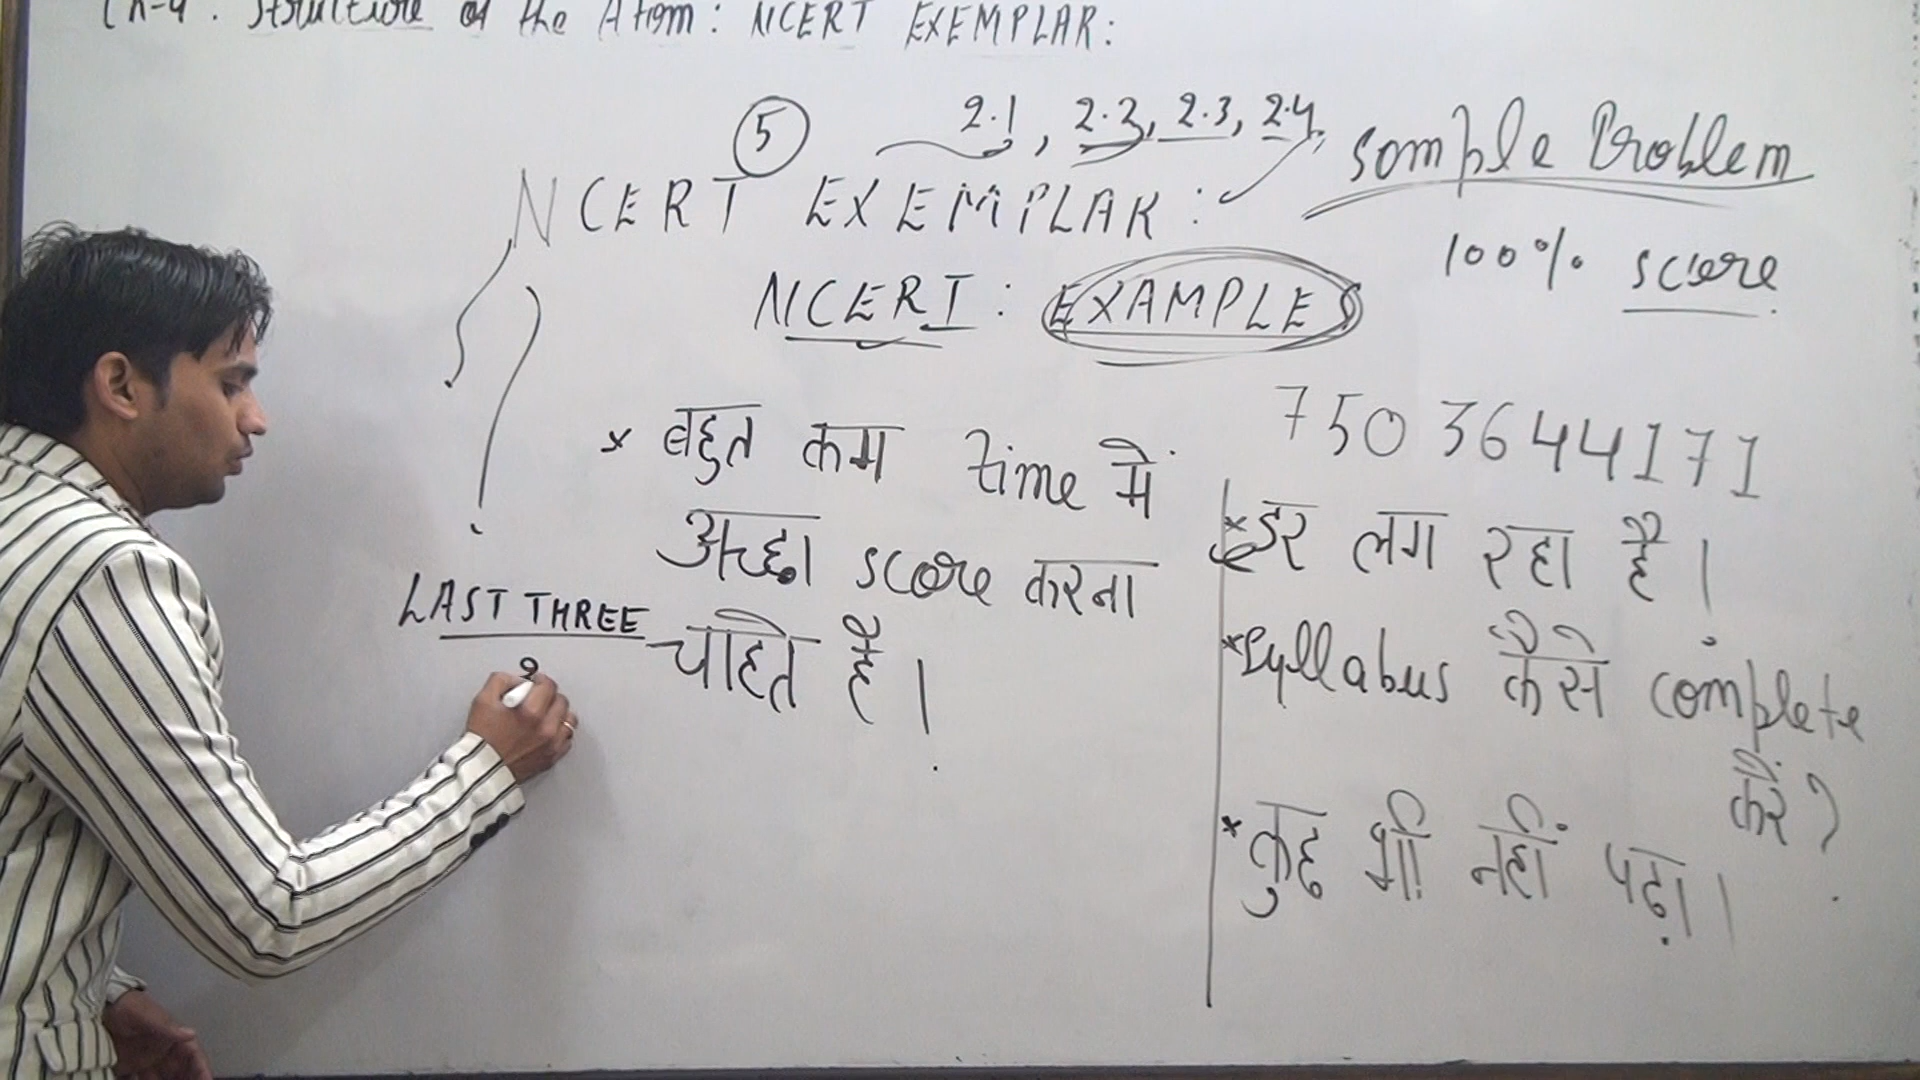 Ch-4. Structure of the Atom: NCERT EXEMPLAR:
5 2.1, 2.2, 2.3, 2.4, Sample Problem
NCERT EXEMPLAR:
100% score
NCERT: EXAMPLES
7503644171
* बहुत कम time में
अच्छा score करना
चाहते है।
LAST THREE
* डर लग रहा है।
* Syllabus कैसे complete
करें?
* कुछ भी नहीं पढ़ा।